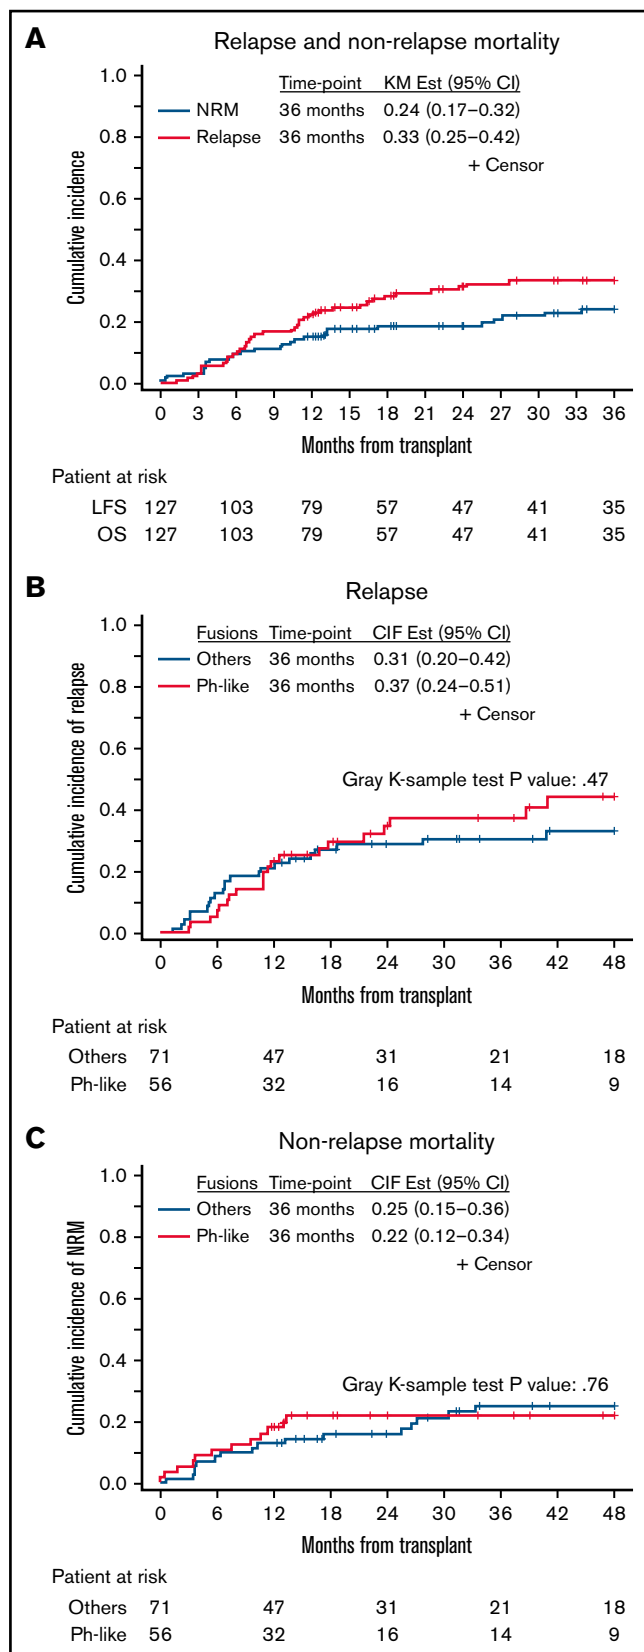 A
Relapse and non-relapse mortality
Time-point KM Est (95% CI)
NRM 36 months 0.24 (0.17–0.32)
Relapse 36 months 0.33 (0.25–0.42)
+ Censor
Cumulative incidence
1.0
0.8
0.6
0.4
0.2
0.0
0 3 6 9 12 15 18 21 24 27 30 33 36
Months from transplant
Patient at risk
LFS 127 103 79 57 47 41 35
OS 127 103 79 57 47 41 35
B
Relapse
Fusions Time-point CIF Est (95% CI)
Others 36 months 0.31 (0.20–0.42)
Ph-like 36 months 0.37 (0.24–0.51)
+ Censor
Gray K-sample test P value: .47
Cumulative incidence of relapse
1.0
0.8
0.6
0.4
0.2
0.0
0 6 12 18 24 30 36 42 48
Months from transplant
Patient at risk
Others 71 47 31 21 18
Ph-like 56 32 16 14 9
C
Non-relapse mortality
Fusions Time-point CIF Est (95% CI)
Others 36 months 0.25 (0.15–0.36)
Ph-like 36 months 0.22 (0.12–0.34)
+ Censor
Gray K-sample test P value: .76
Cumulative incidence of NRM
1.0
0.8
0.6
0.4
0.2
0.0
0 6 12 18 24 30 36 42 48
Months from transplant
Patient at risk
Others 71 47 31 21 18
Ph-like 56 32 16 14 9